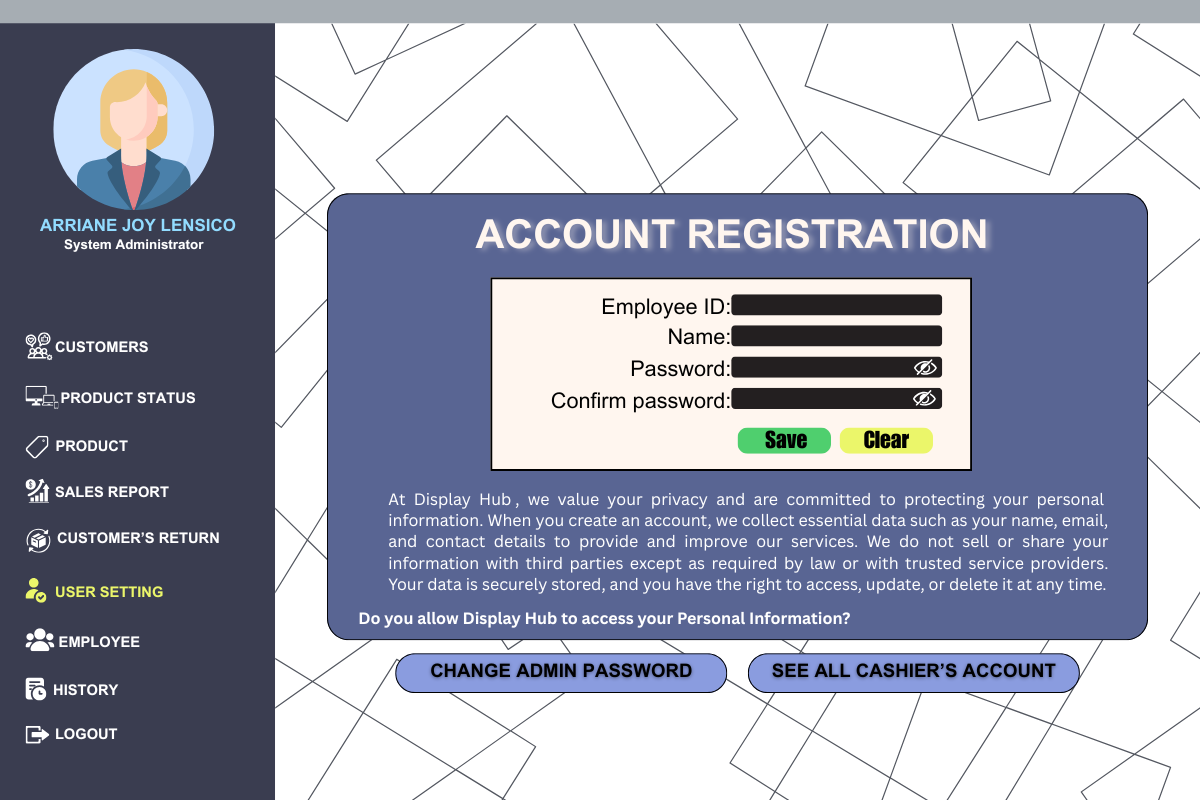 ARRIANE JOY LENSICO
System Administrator
CUSTOMERS
PRODUCT STATUS
PRODUCT
SALES REPORT
CUSTOMER’S RETURN
USER SETTING
EMPLOYEE
HISTORY
LOGOUT
ACCOUNT REGISTRATION
Employee ID:
Name:
Password:
Confirm password:
Save Clear
At Display Hub, we value your privacy and are committed to protecting your personal
information. When you create an account, we collect essential data such as your name, email,
and contact details to provide and improve our services. We do not sell or share your
information with third parties except as required by law or with trusted service providers.
Your data is securely stored, and you have the right to access, update, or delete it at any time.
Do you allow Display Hub to access your Personal Information?
CHANGE ADMIN PASSWORD SEE ALL CASHIER’S ACCOUNT